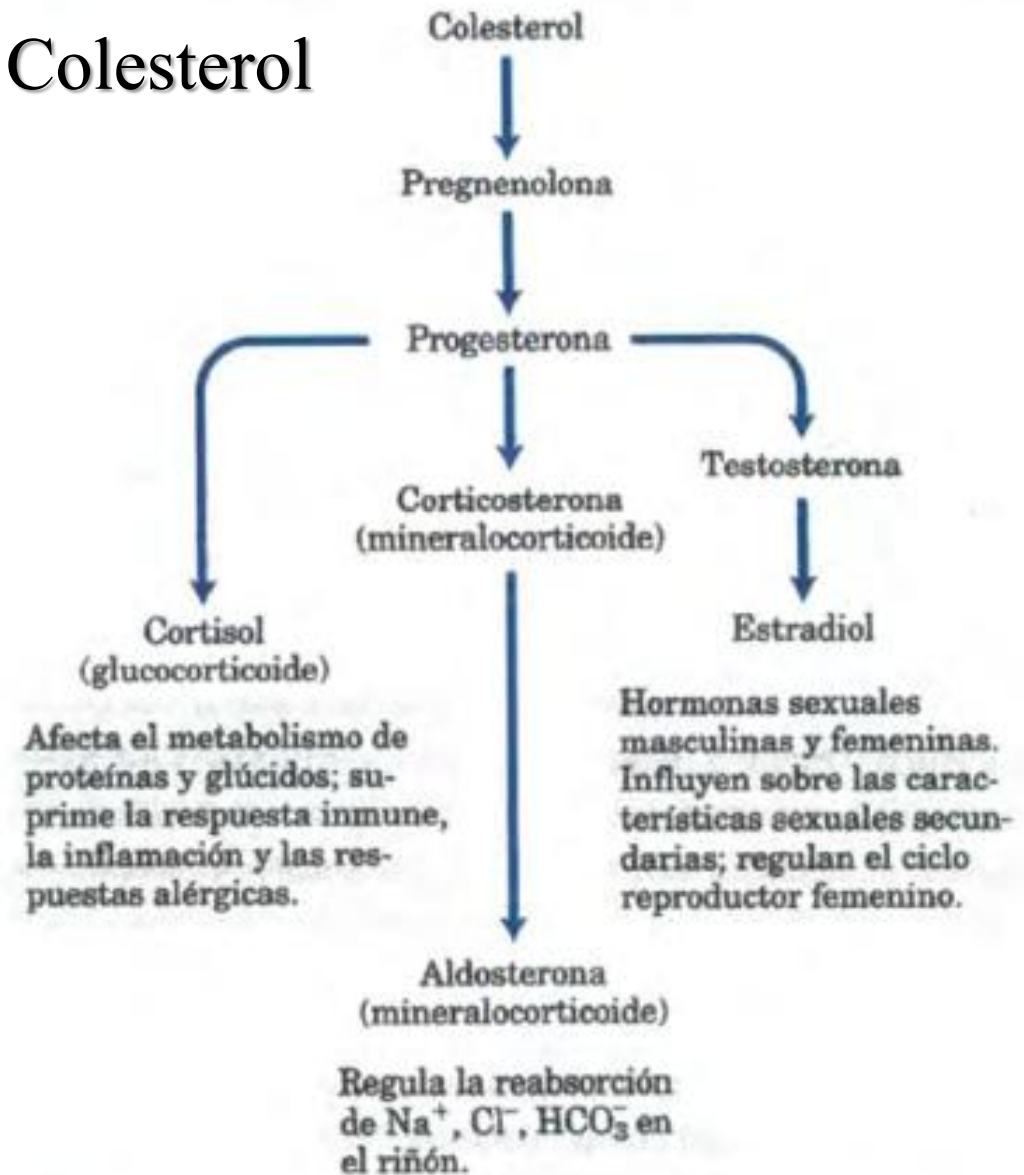 Colesterol
Colesterol
Pregnenolona
Progesterona
Testosterona
Corticosterona
(mineralocorticoide)
Cortisol
(glucocorticoide)
Afecta el metabolismo de
proteínas y glúcidos; su-
prime la respuesta inmune,
la inflamación y las res-
puestas alérgicas.
Estradiol
Hormonas sexuales
masculinas y femeninas.
Influyen sobre las carac-
terísticas sexuales secun-
darias; regulan el ciclo
reproductor femenino.
Aldosterona
(mineralocorticoide)
Regula la reabsorción
de Na⁺, Cl⁻, HCO₃⁻ en
el riñón.